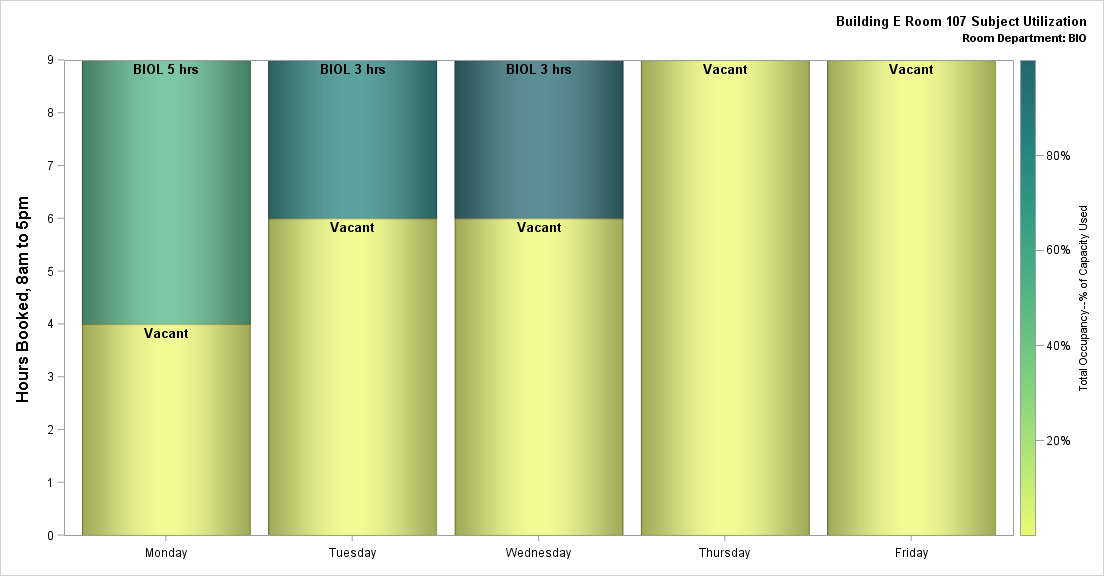 Building E Room 107 Subject Utilization
Room Department: BIO
Hours Booked, 8am to 5pm
9
8
7
6
5
4
3
2
1
0
BIOL 5 hrs
Vacant
BIOL 3 hrs
Vacant
BIOL 3 hrs
Vacant
Vacant
Vacant
Monday
Tuesday
Wednesday
Thursday
Friday
80%
60%
40%
20%
Total Occupancy--% of Capacity Used